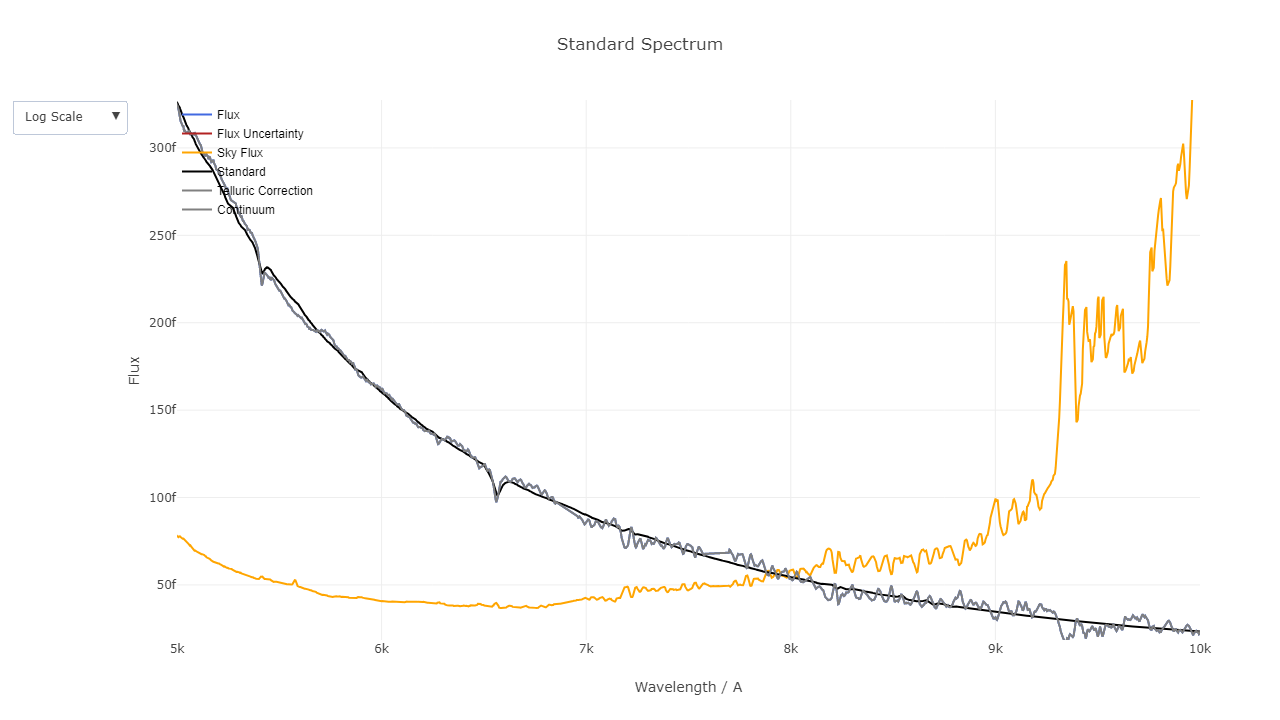 Standard Spectrum
Log Scale ▼
Flux
Flux Uncertainty
Sky Flux
Standard
Telluric Correction
Continuum
300f
250f
200f
150f
100f
50f
Flux
5k 6k 7k 8k 9k 10k
Wavelength / A